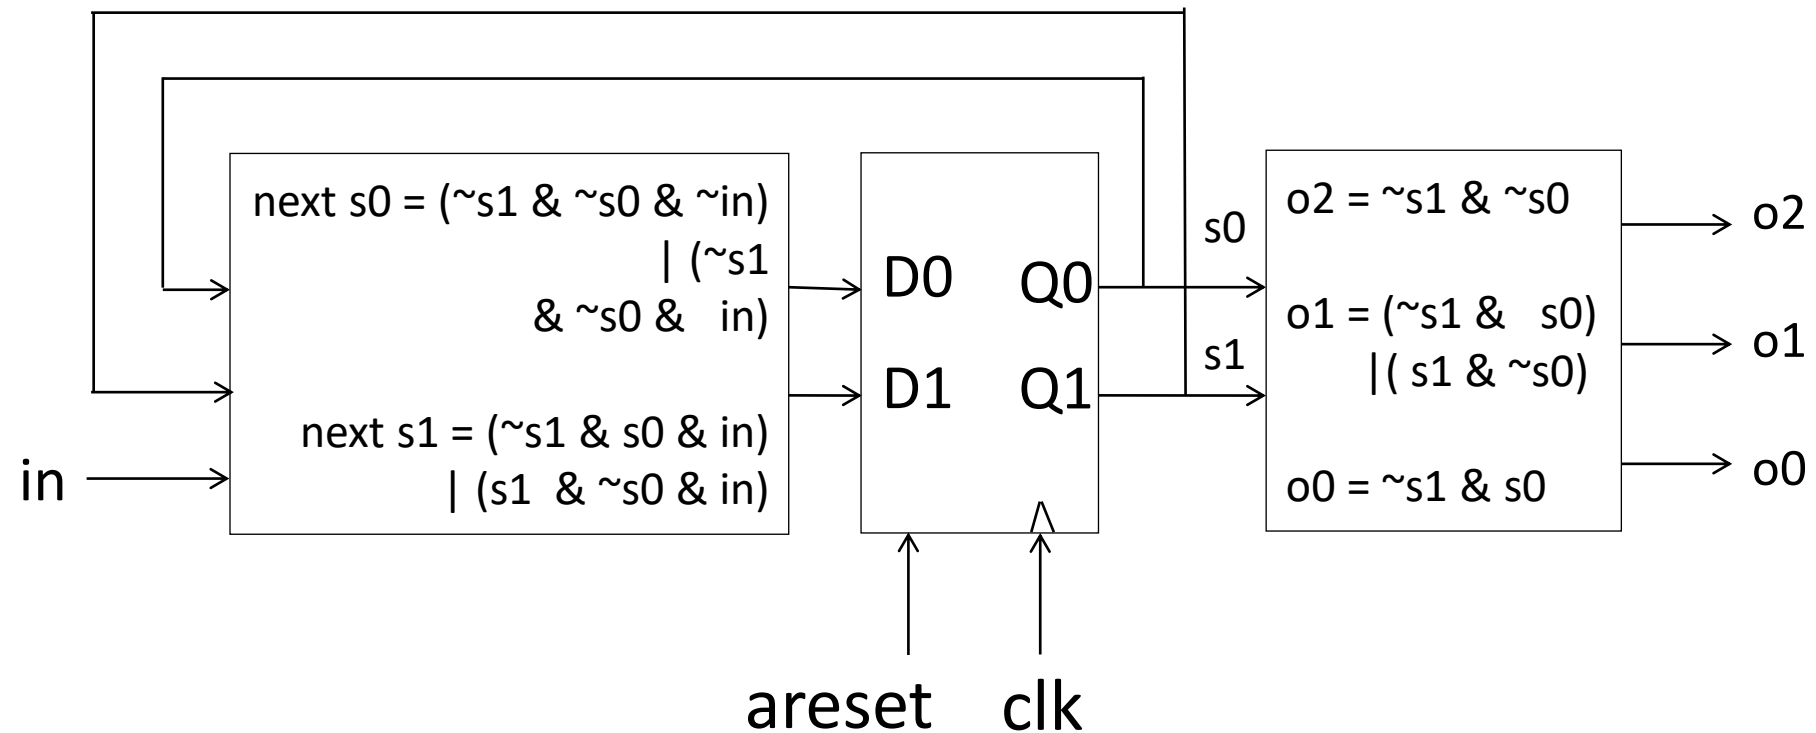 next s0 = (~s1 & ~s0 & ~in)
| (~s1
& ~s0 & in)
next s1 = (~s1 & s0 & in)
| (s1 & ~s0 & in)
in
D0 Q0
D1 Q1
areset clk
s0
s1
o2 = ~s1 & ~s0
o1 = (~s1 & s0)
|( s1 & ~s0)
o0 = ~s1 & s0
o2
o1
o0